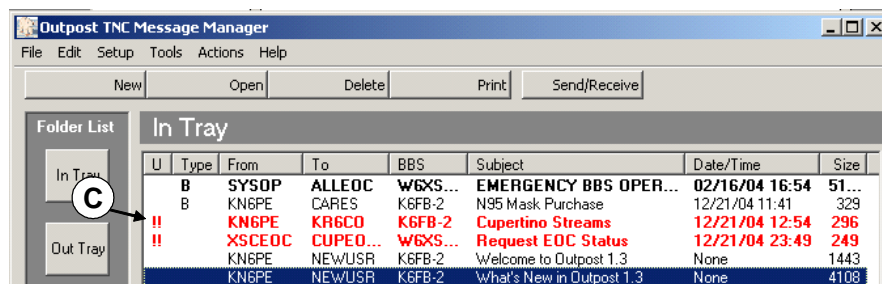 Outpost TNC Message Manager
File Edit Setup Tools Actions Help
New Open Delete Print Send/Receive
Folder List In Tray
U Type From To BBS Subject Date/Time Size
In Tray
B SYSOP ALLEOC W6XS... EMERGENCY BBS OPER... 02/16/04 16:54 51...
B KN6PE CARES K6FB-2 N95 Mask Purchase 12/21/04 11:41 329
C
!! KN6PE KR6CO K6FB-2 Cupertino Streams 12/21/04 12:54 296
!! XSCEOC CUPEO... W6XS... Request EOC Status 12/21/04 23:49 249
Out Tray
KN6PE NEWUSR K6FB-2 Welcome to Outpost 1.3 None 1443
KN6PE NEWUSR K6FB-2 What's New in Outpost 1.3 None 4108